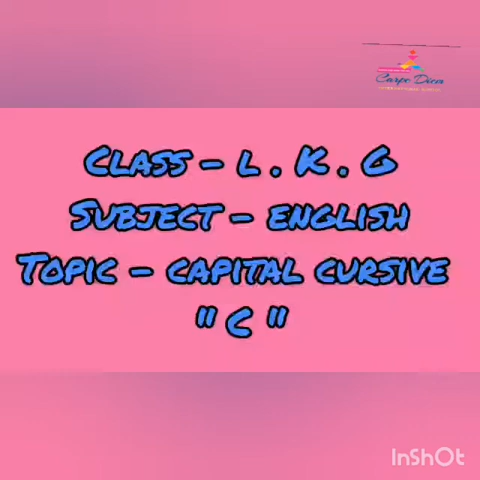 Carpe Diem
CLASS - L . K . G
SUBJECT - ENGLISH
TOPIC - CAPITAL CURSIVE
" C "
InShOt